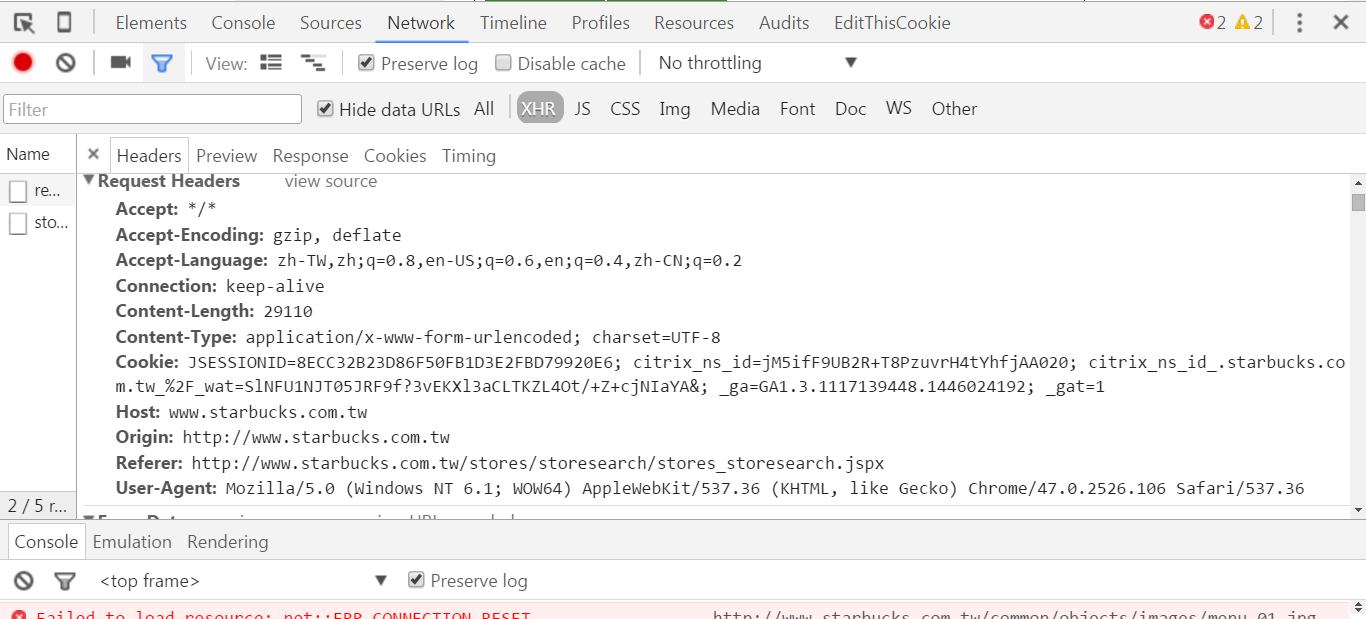 Elements Console Sources Network Timeline Profiles Resources Audits EditThisCookie 2 2
View: Preserve log Disable cache No throttling
Filter Hide data URLs All XHR JS CSS Img Media Font Doc WS Other
Name Headers Preview Response Cookies Timing
re...
sto...
2 / 5 r...
Request Headers view source
Accept: */*
Accept-Encoding: gzip, deflate
Accept-Language: zh-TW,zh;q=0.8,en-US;q=0.6,en;q=0.4,zh-CN;q=0.2
Connection: keep-alive
Content-Length: 29110
Content-Type: application/x-www-form-urlencoded; charset=UTF-8
Cookie: JSESSIONID=8ECC32B23D86F50FB1D3E2FBD79920E6; citrix_ns_id=jM5ifF9UB2R+T8PzuvrH4tYhfjAA020; citrix_ns_id_.starbucks.co
m.tw_%2F_wat=SlNFU1NJT05JRF9f?3vEKXl3aCLTKZL4Ot/+Z+cjNIaYA&; _ga=GA1.3.1117139448.1446024192; _gat=1
Host: www.starbucks.com.tw
Origin: http://www.starbucks.com.tw
Referer: http://www.starbucks.com.tw/stores/storesearch/stores_storesearch.jspx
User-Agent: Mozilla/5.0 (Windows NT 6.1; WOW64) AppleWebKit/537.36 (KHTML, like Gecko) Chrome/47.0.2526.106 Safari/537.36
Console Emulation Rendering
<top frame> Preserve log
Failed to load resource: net::ERR_CONNECTION_RESET http://www.starbucks.com.tw/common/objects/images/menu_01.jpg